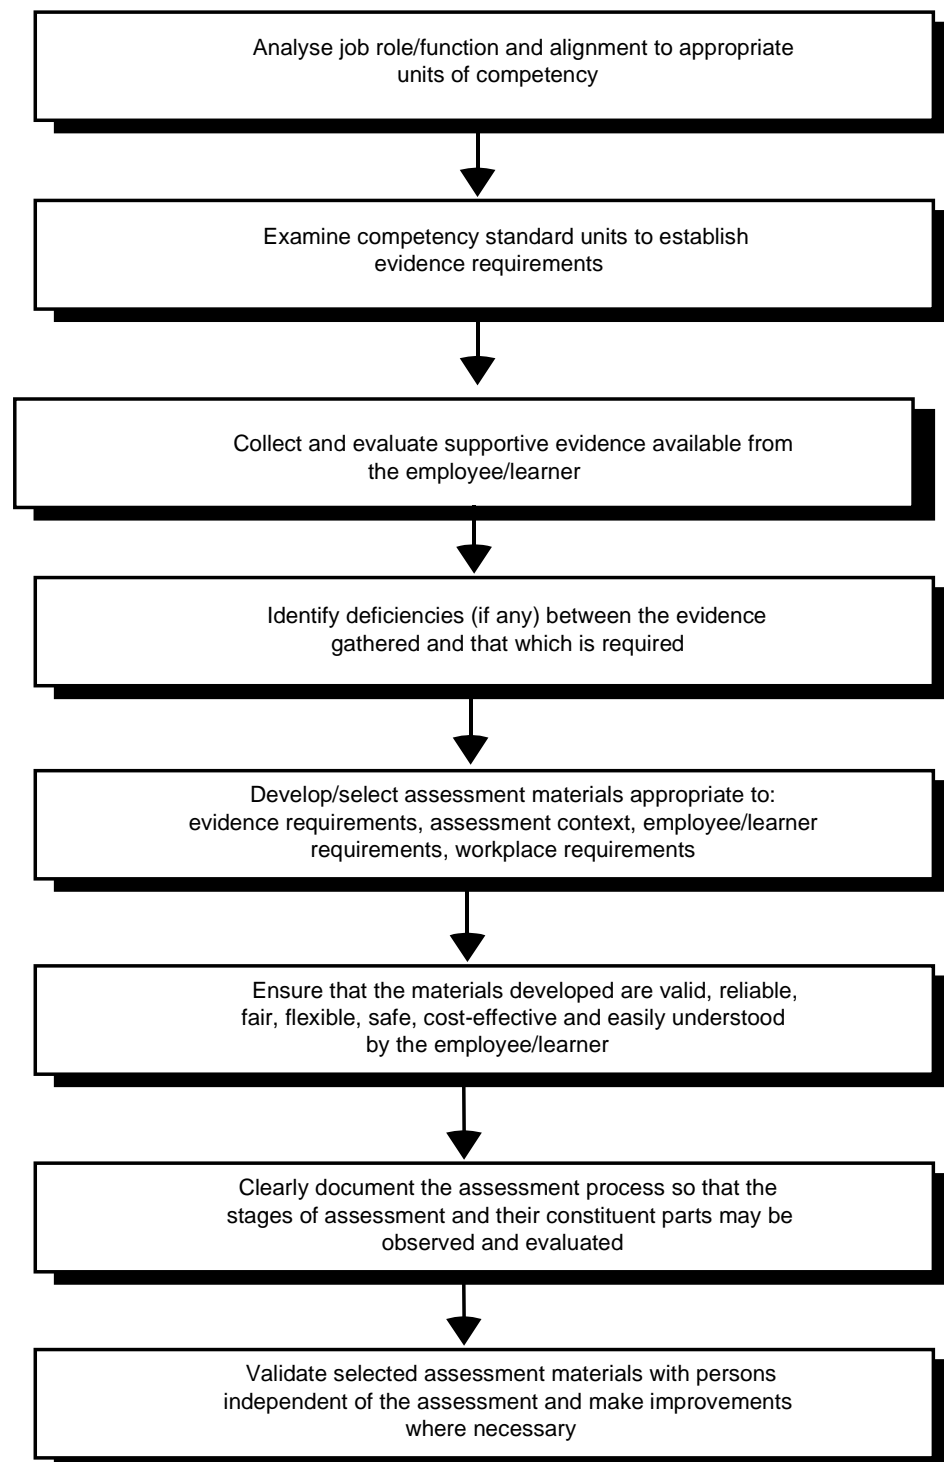 Analyse job role/function and alignment to appropriate
units of competency
Examine competency standard units to establish
evidence requirements
Collect and evaluate supportive evidence available from
the employee/learner
Identify deficiencies (if any) between the evidence
gathered and that which is required
Develop/select assessment materials appropriate to:
evidence requirements, assessment context, employee/learner
requirements, workplace requirements
Ensure that the materials developed are valid, reliable,
fair, flexible, safe, cost-effective and easily understood
by the employee/learner
Clearly document the assessment process so that the
stages of assessment and their constituent parts may be
observed and evaluated
Validate selected assessment materials with persons
independent of the assessment and make improvements
where necessary